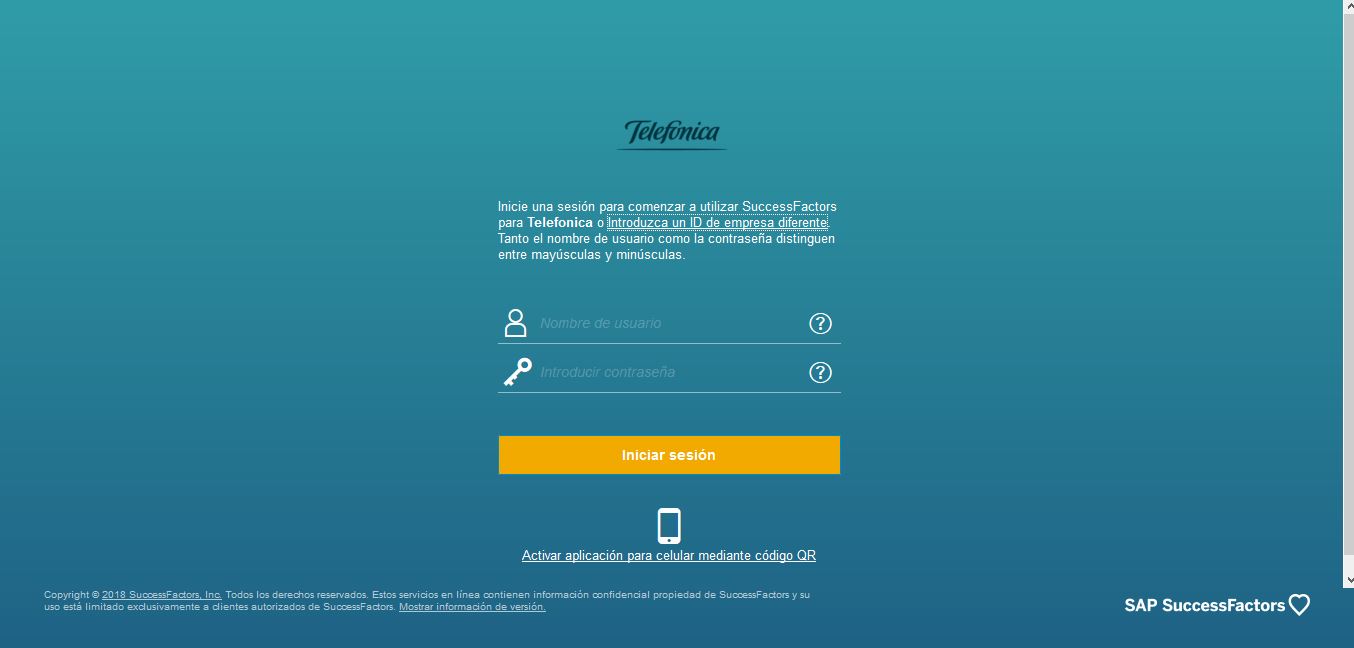 Telefónica
Inicie una sesión para comenzar a utilizar SuccessFactors
para Telefonica o Introduzca un ID de empresa diferente.
Tanto el nombre de usuario como la contraseña distinguen
entre mayúsculas y minúsculas.
Nombre de usuario
Introducir contraseña
Iniciar sesión
Activar aplicación para celular mediante código QR
Copyright © 2018 SuccessFactors, Inc. Todos los derechos reservados. Estos servicios en línea contienen información confidencial propiedad de SuccessFactors y su
uso está limitado exclusivamente a clientes autorizados de SuccessFactors. Mostrar información de versión.
SAP SuccessFactors